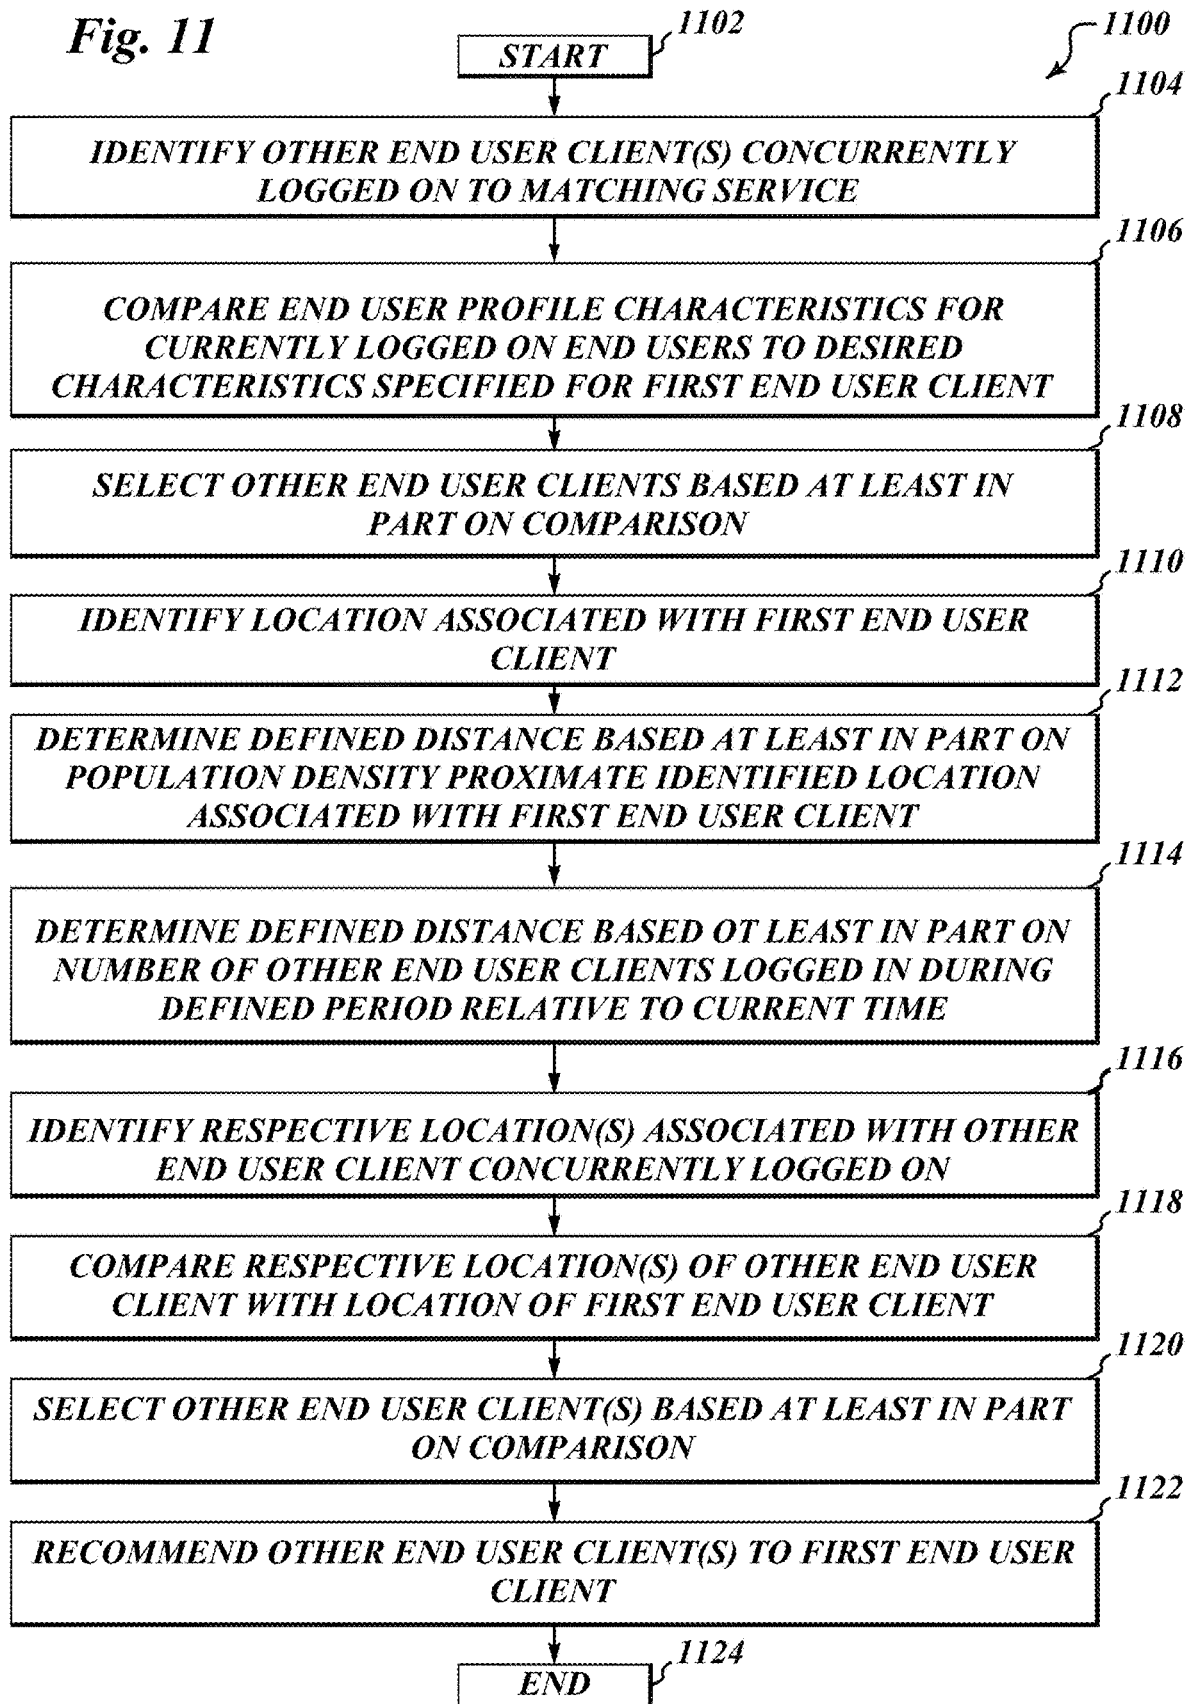 Fig. 11
1102
1100
START
1104
IDENTIFY OTHER END USER CLIENT(S) CONCURRENTLY
LOGGED ON TO MATCHING SERVICE
1106
COMPARE END USER PROFILE CHARACTERISTICS FOR
CURRENTLY LOGGED ON END USERS TO DESIRED
CHARACTERISTICS SPECIFIED FOR FIRST END USER CLIENT
1108
SELECT OTHER END USER CLIENTS BASED AT LEAST IN
PART ON COMPARISON
1110
IDENTIFY LOCATION ASSOCIATED WITH FIRST END USER
CLIENT
1112
DETERMINE DEFINED DISTANCE BASED AT LEAST IN PART ON
POPULATION DENSITY PROXIMATE IDENTIFIED LOCATION
ASSOCIATED WITH FIRST END USER CLIENT
1114
DETERMINE DEFINED DISTANCE BASED OT LEAST IN PART ON
NUMBER OF OTHER END USER CLIENTS LOGGED IN DURING
DEFINED PERIOD RELATIVE TO CURRENT TIME
1116
IDENTIFY RESPECTIVE LOCATION(S) ASSOCIATED WITH OTHER
END USER CLIENT CONCURRENTLY LOGGED ON
1118
COMPARE RESPECTIVE LOCATION(S) OF OTHER END USER
CLIENT WITH LOCATION OF FIRST END USER CLIENT
1120
SELECT OTHER END USER CLIENT(S) BASED AT LEAST IN PART
ON COMPARISON
1122
RECOMMEND OTHER END USER CLIENT(S) TO FIRST END USER
CLIENT
1124
END